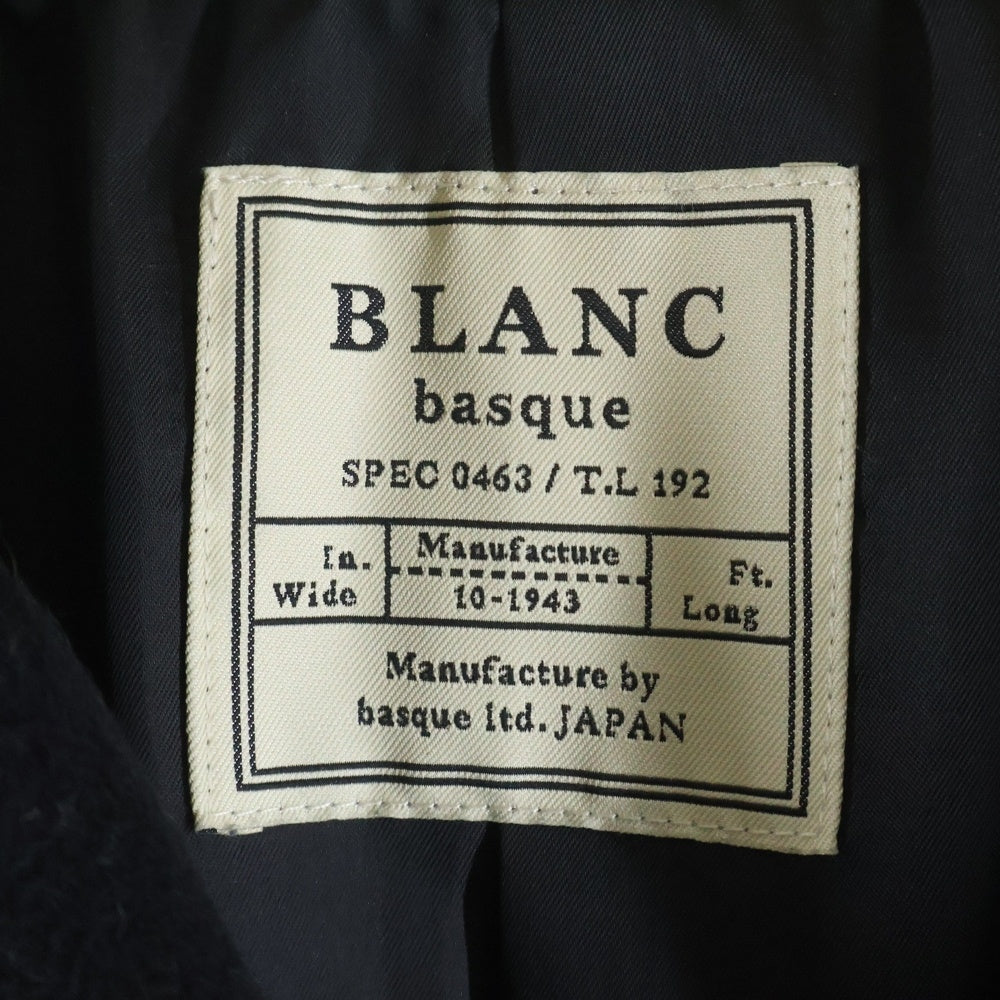 BLANC
basque
SPEC 0463 / T.L 192
In.
Wide
Manufacture
10-1943
Ft.
Long
Manufacture by
basque ltd. JAPAN